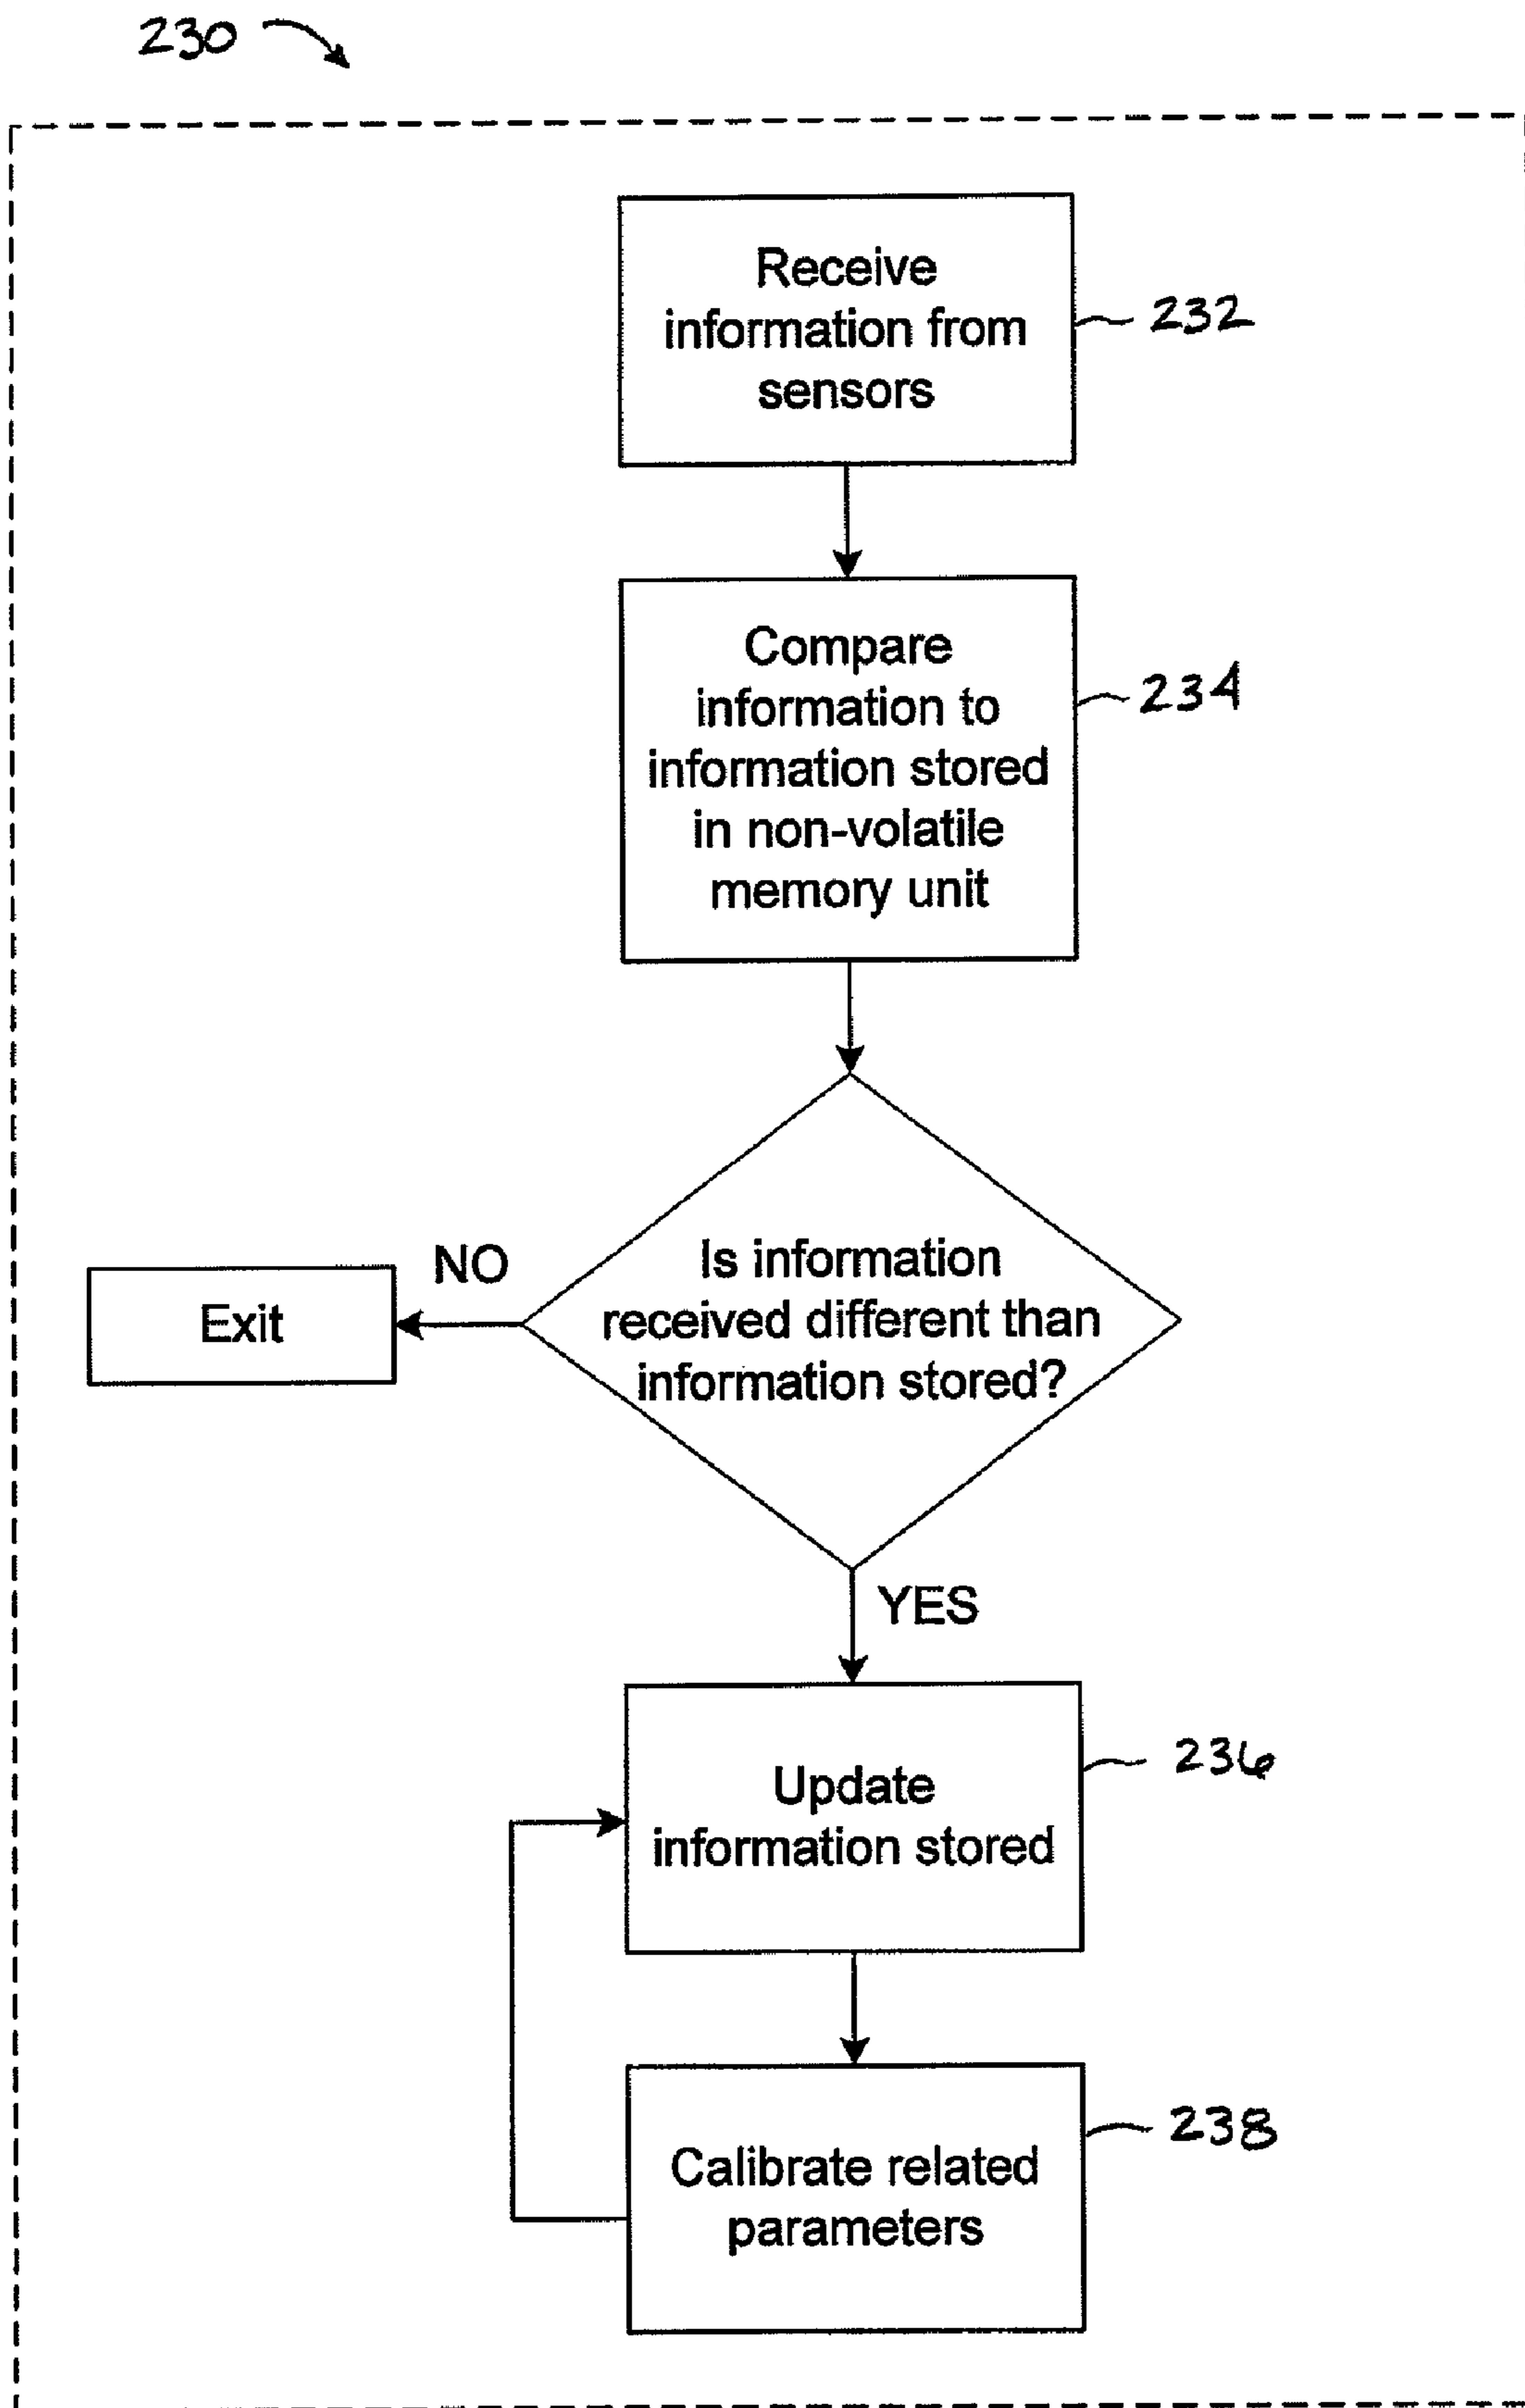 230
Receive
information from
sensors
232
Compare
information to
information stored
in non-volatile
memory unit
234
Is information
received different than
information stored?
NO
Exit
YES
Update
information stored
236
Calibrate related
parameters
238